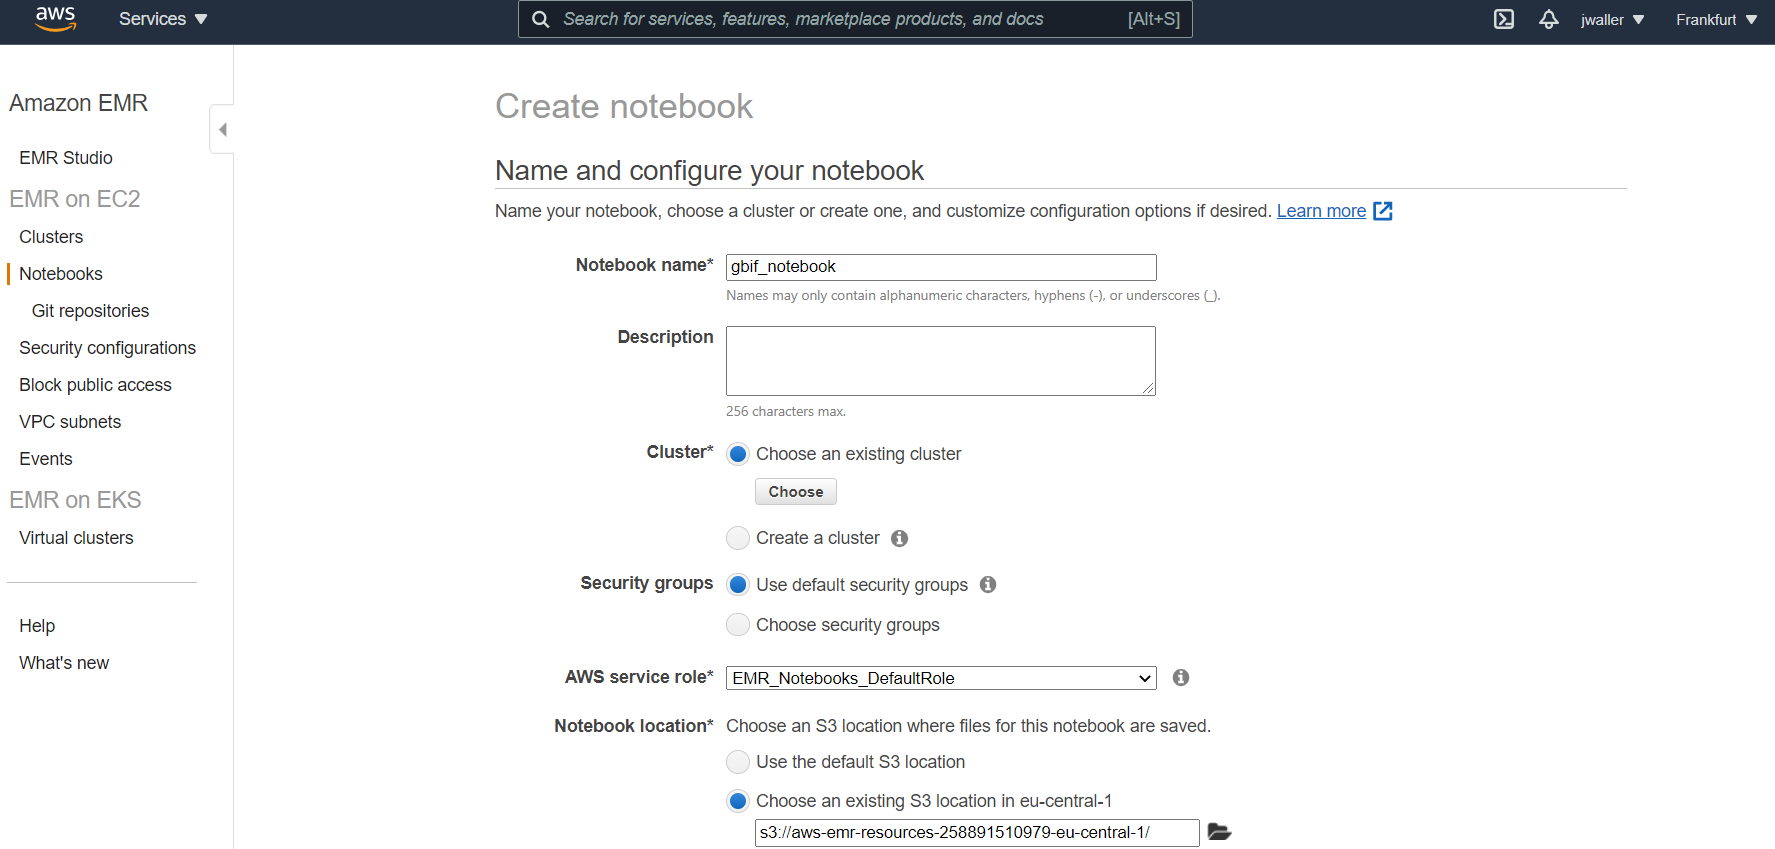 aws Services Search for services, features, marketplace products, and docs [Alt+S] jwaller Frankfurt
Amazon EMR
EMR Studio
EMR on EC2
Clusters
Notebooks
Git repositories
Security configurations
Block public access
VPC subnets
Events
EMR on EKS
Virtual clusters
Help
What's new
Create notebook
Name and configure your notebook
Name your notebook, choose a cluster or create one, and customize configuration options if desired. Learn more
Notebook name* gbif_notebook
Names may only contain alphanumeric characters, hyphens (-), or underscores (_).
Description
256 characters max.
Cluster* Choose an existing cluster
Choose
Create a cluster
Security groups Use default security groups
Choose security groups
AWS service role* EMR_Notebooks_DefaultRole
Notebook location* Choose an S3 location where files for this notebook are saved.
Use the default S3 location
Choose an existing S3 location in eu-central-1
s3://aws-emr-resources-258891510979-eu-central-1/